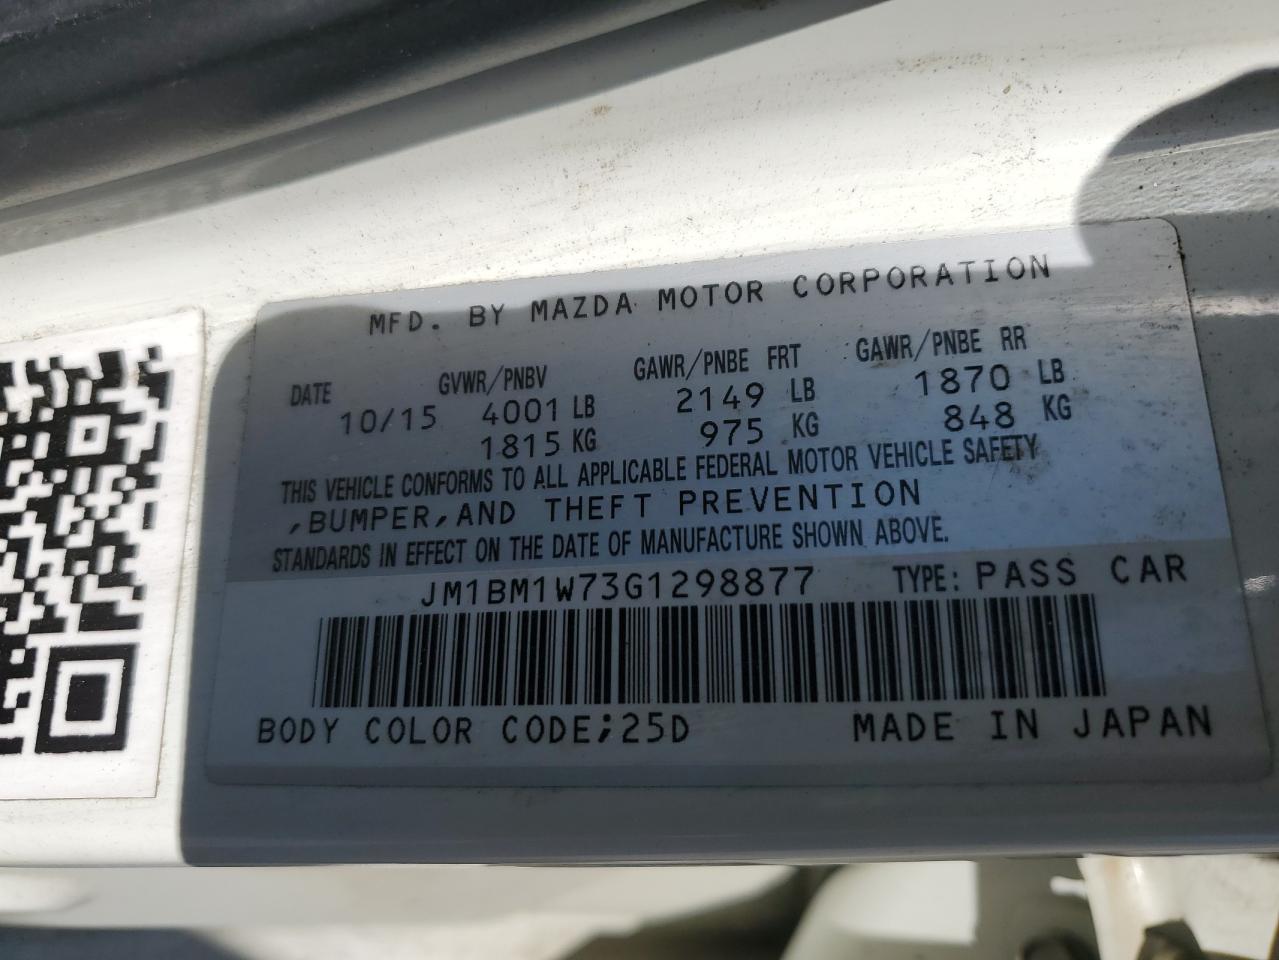 MFD. BY MAZDA MOTOR CORPORATION
DATE GVWR/PNBV GAWR/PNBE FRT GAWR/PNBE RR
10/15 4001 LB 2149 LB 1870 LB
1815 KG 975 KG 848 KG
THIS VEHICLE CONFORMS TO ALL APPLICABLE FEDERAL MOTOR VEHICLE SAFETY
,BUMPER,AND THEFT PREVENTION
STANDARDS IN EFFECT ON THE DATE OF MANUFACTURE SHOWN ABOVE.
JM1BM1W73G1298877 TYPE: PASS CAR
BODY COLOR CODE;25D MADE IN JAPAN